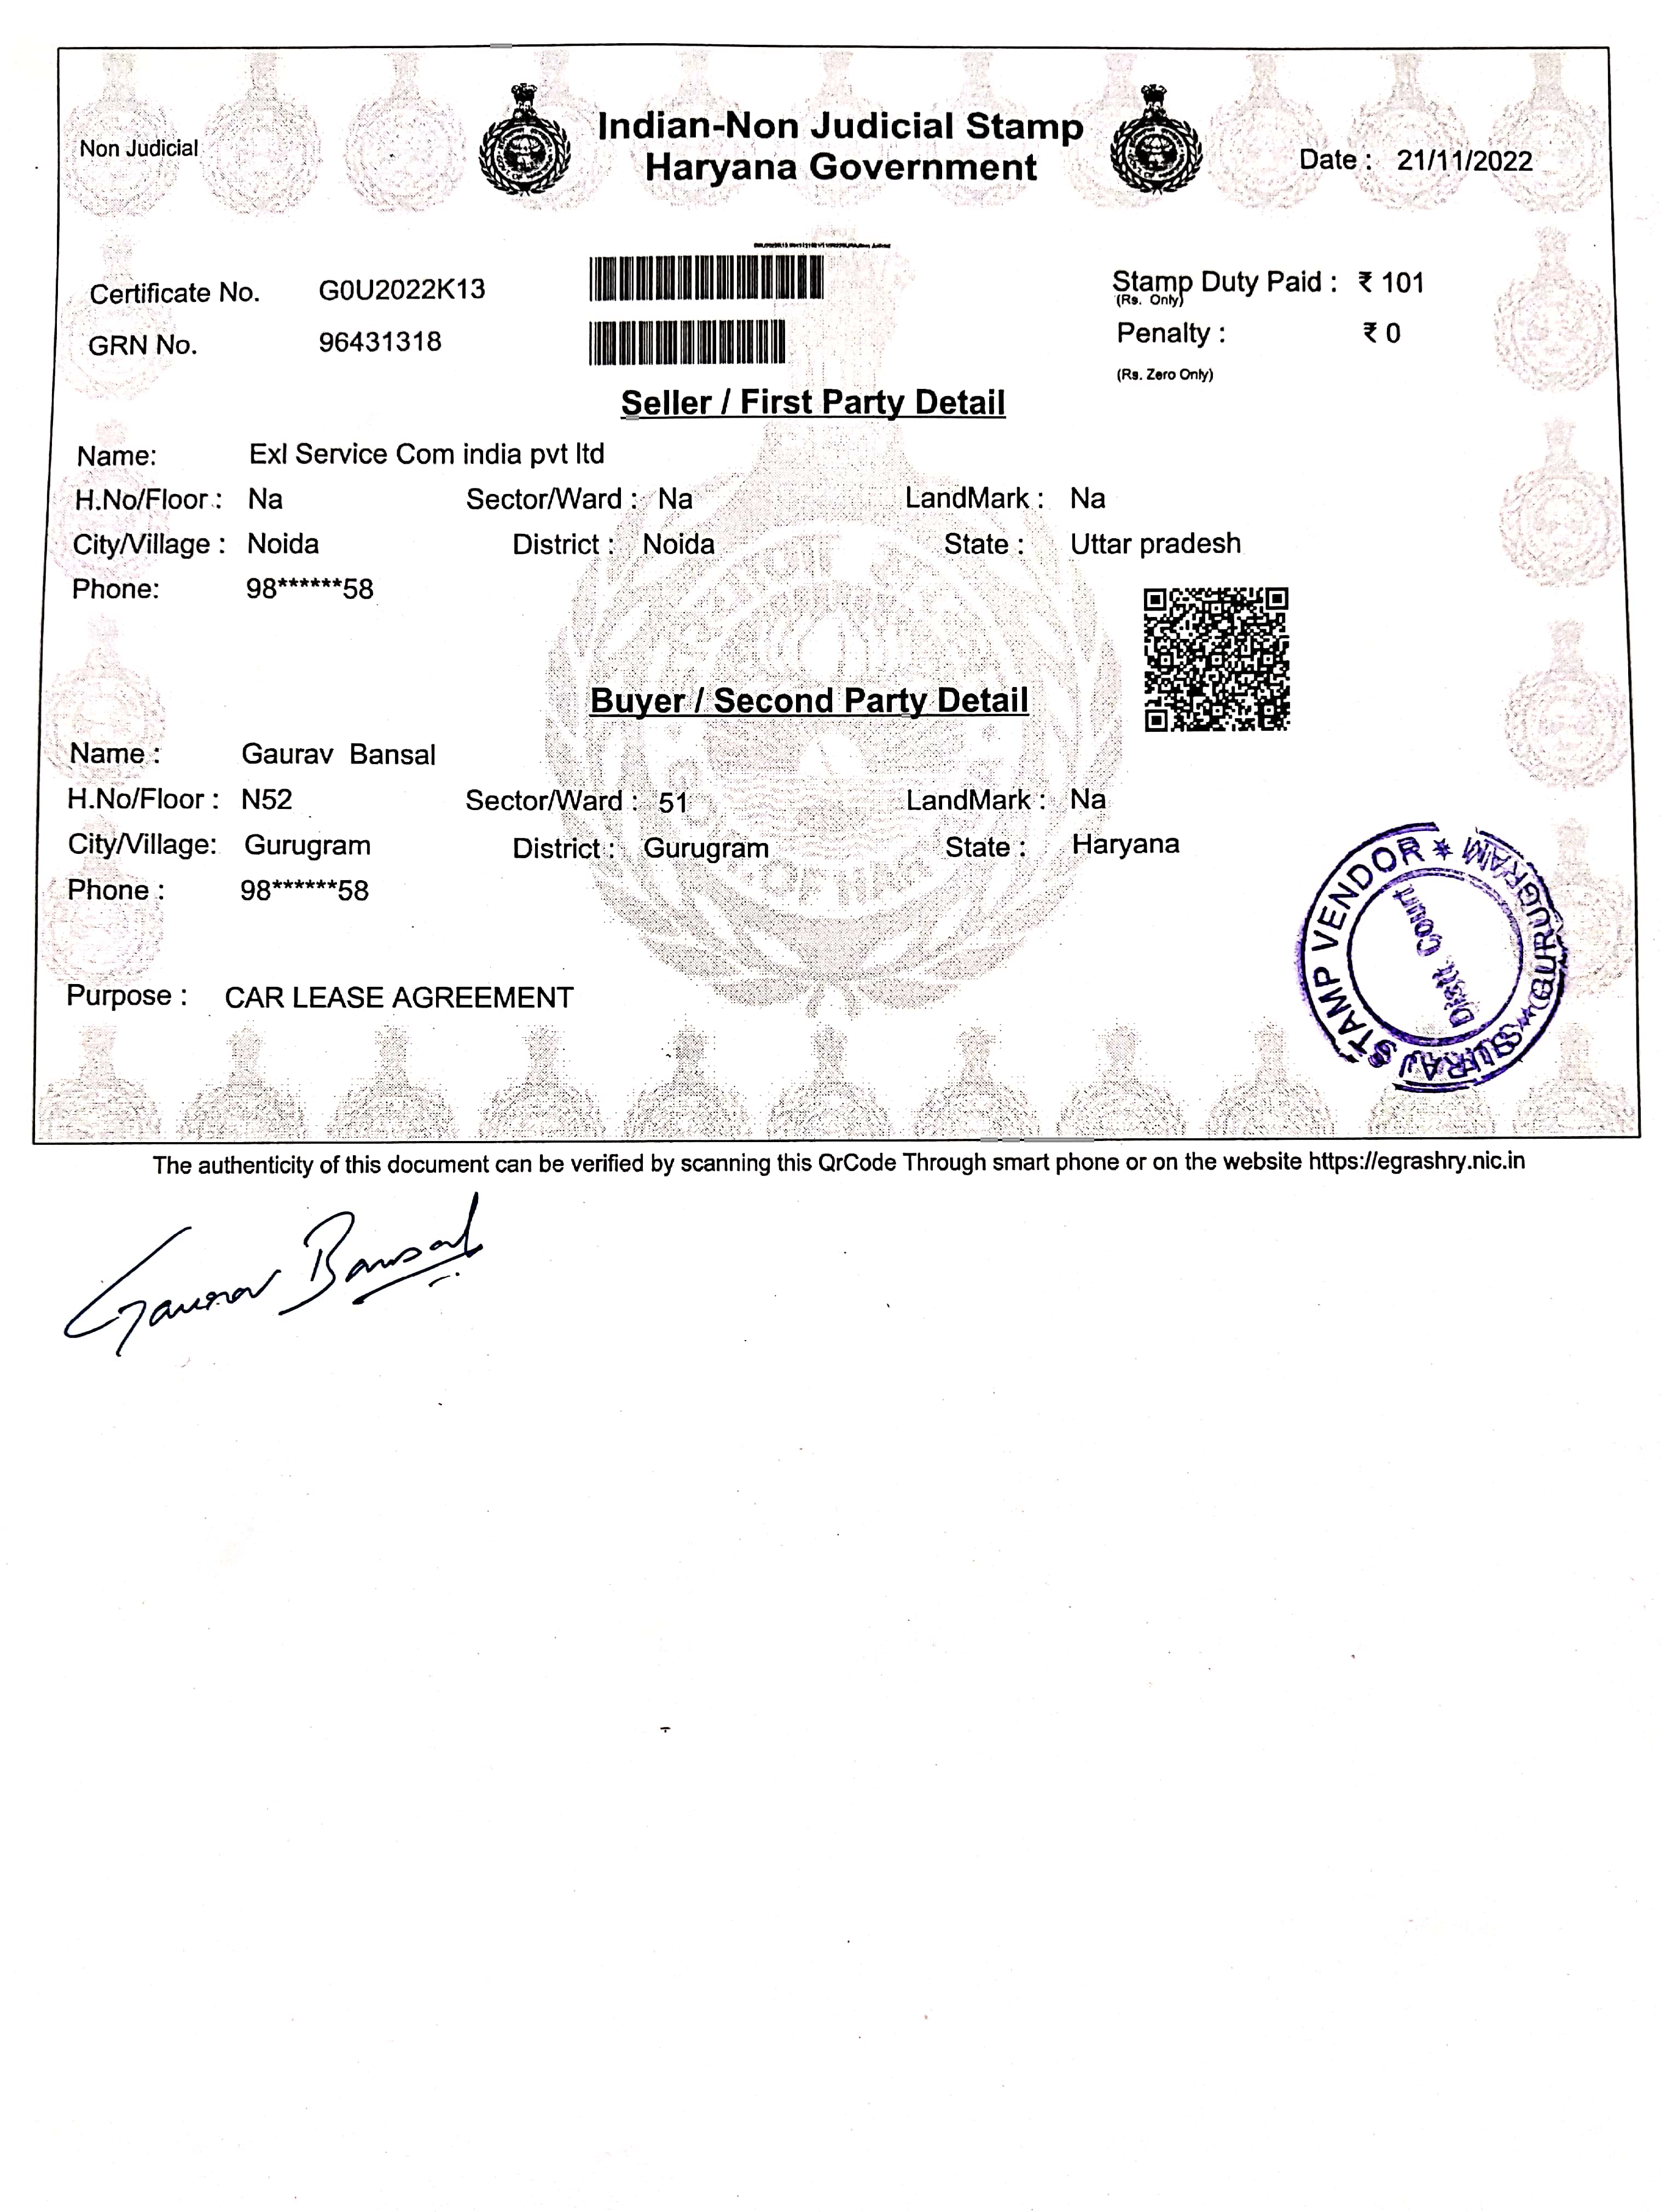 Indian-Non Judicial Stamp
Haryana Government
Non Judicial
Date : 21/11/2022
Certificate No. G0U2022K13
Stamp Duty Paid : ₹ 101
(Rs. Only)
GRN No. 96431318
Penalty : ₹ 0
(Rs. Zero Only)
Seller / First Party Detail
Name: Exl Service Com india pvt ltd
H.No/Floor : Na Sector/Ward : Na LandMark : Na
City/Village : Noida District : Noida State : Uttar pradesh
Phone: 98******58
Buyer / Second Party Detail
Name : Gaurav Bansal
H.No/Floor : N52 Sector/Ward : 51 LandMark : Na
City/Village: Gurugram District : Gurugram State : Haryana
Phone : 98******58
Purpose : CAR LEASE AGREEMENT
STAMP VENDOR * GURUGRAM
SURAJ
Distt. Court
The authenticity of this document can be verified by scanning this QrCode Through smart phone or on the website https://egrashry.nic.in
Gaurav Bansal